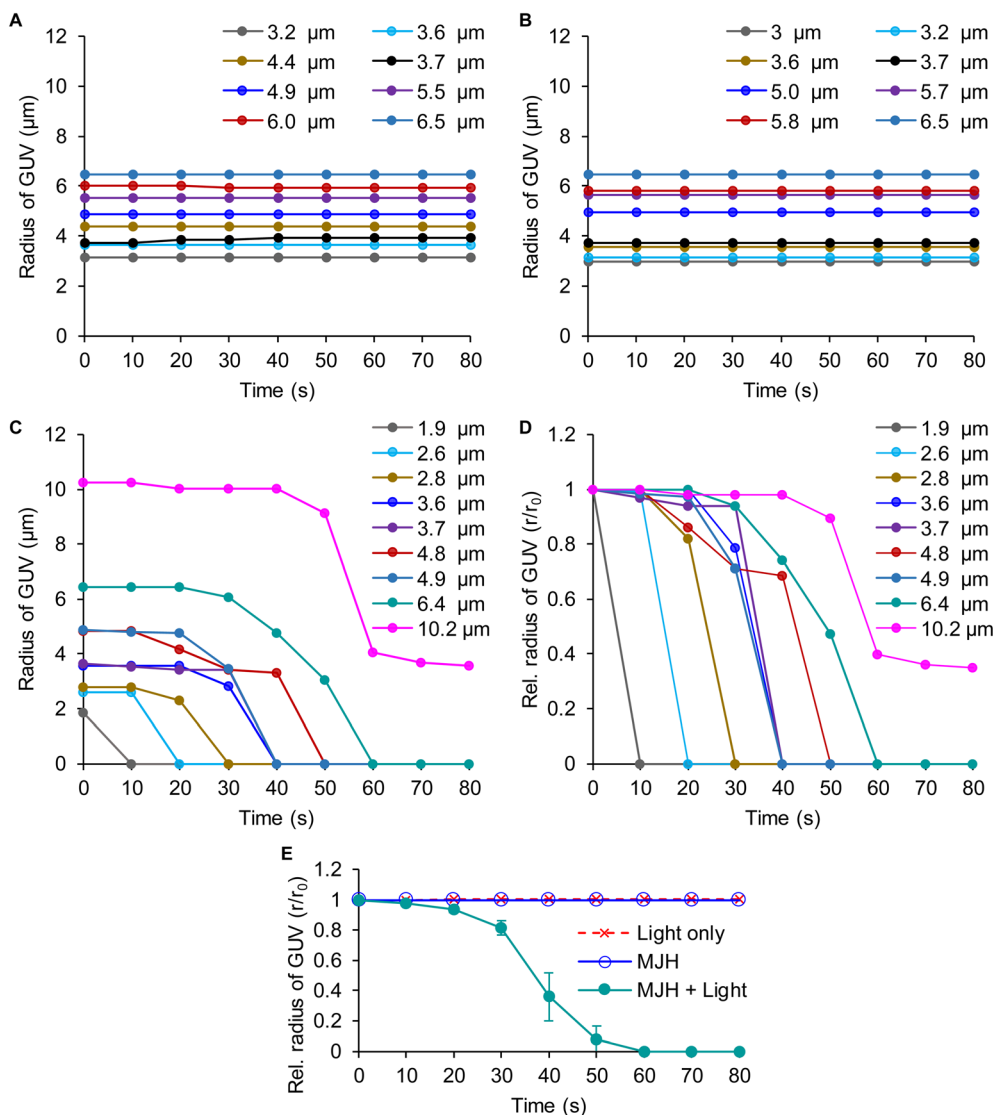 A
3.2 µm
3.6 µm
4.4 µm
3.7 µm
4.9 µm
5.5 µm
6.0 µm
6.5 µm
Radius of GUV (µm)
12
10
8
6
4
2
0
0 10 20 30 40 50 60 70 80
Time (s)
B
3 µm
3.2 µm
3.6 µm
3.7 µm
5.0 µm
5.7 µm
5.8 µm
6.5 µm
Radius of GUV (µm)
12
10
8
6
4
2
0
0 10 20 30 40 50 60 70 80
Time (s)
C
1.9 µm
2.6 µm
2.8 µm
3.6 µm
3.7 µm
4.8 µm
4.9 µm
6.4 µm
10.2 µm
Radius of GUV (µm)
12
10
8
6
4
2
0
0 10 20 30 40 50 60 70 80
Time (s)
D
1.9 µm
2.6 µm
2.8 µm
3.6 µm
3.7 µm
4.8 µm
4.9 µm
6.4 µm
10.2 µm
Rel. radius of GUV (r/r₀)
1.2
1
0.8
0.6
0.4
0.2
0
0 10 20 30 40 50 60 70 80
Time (s)
E
Rel. radius of GUV (r/r₀)
1.2
1
0.8
0.6
0.4
0.2
0
Light only
MJH
MJH + Light
0 10 20 30 40 50 60 70 80
Time (s)